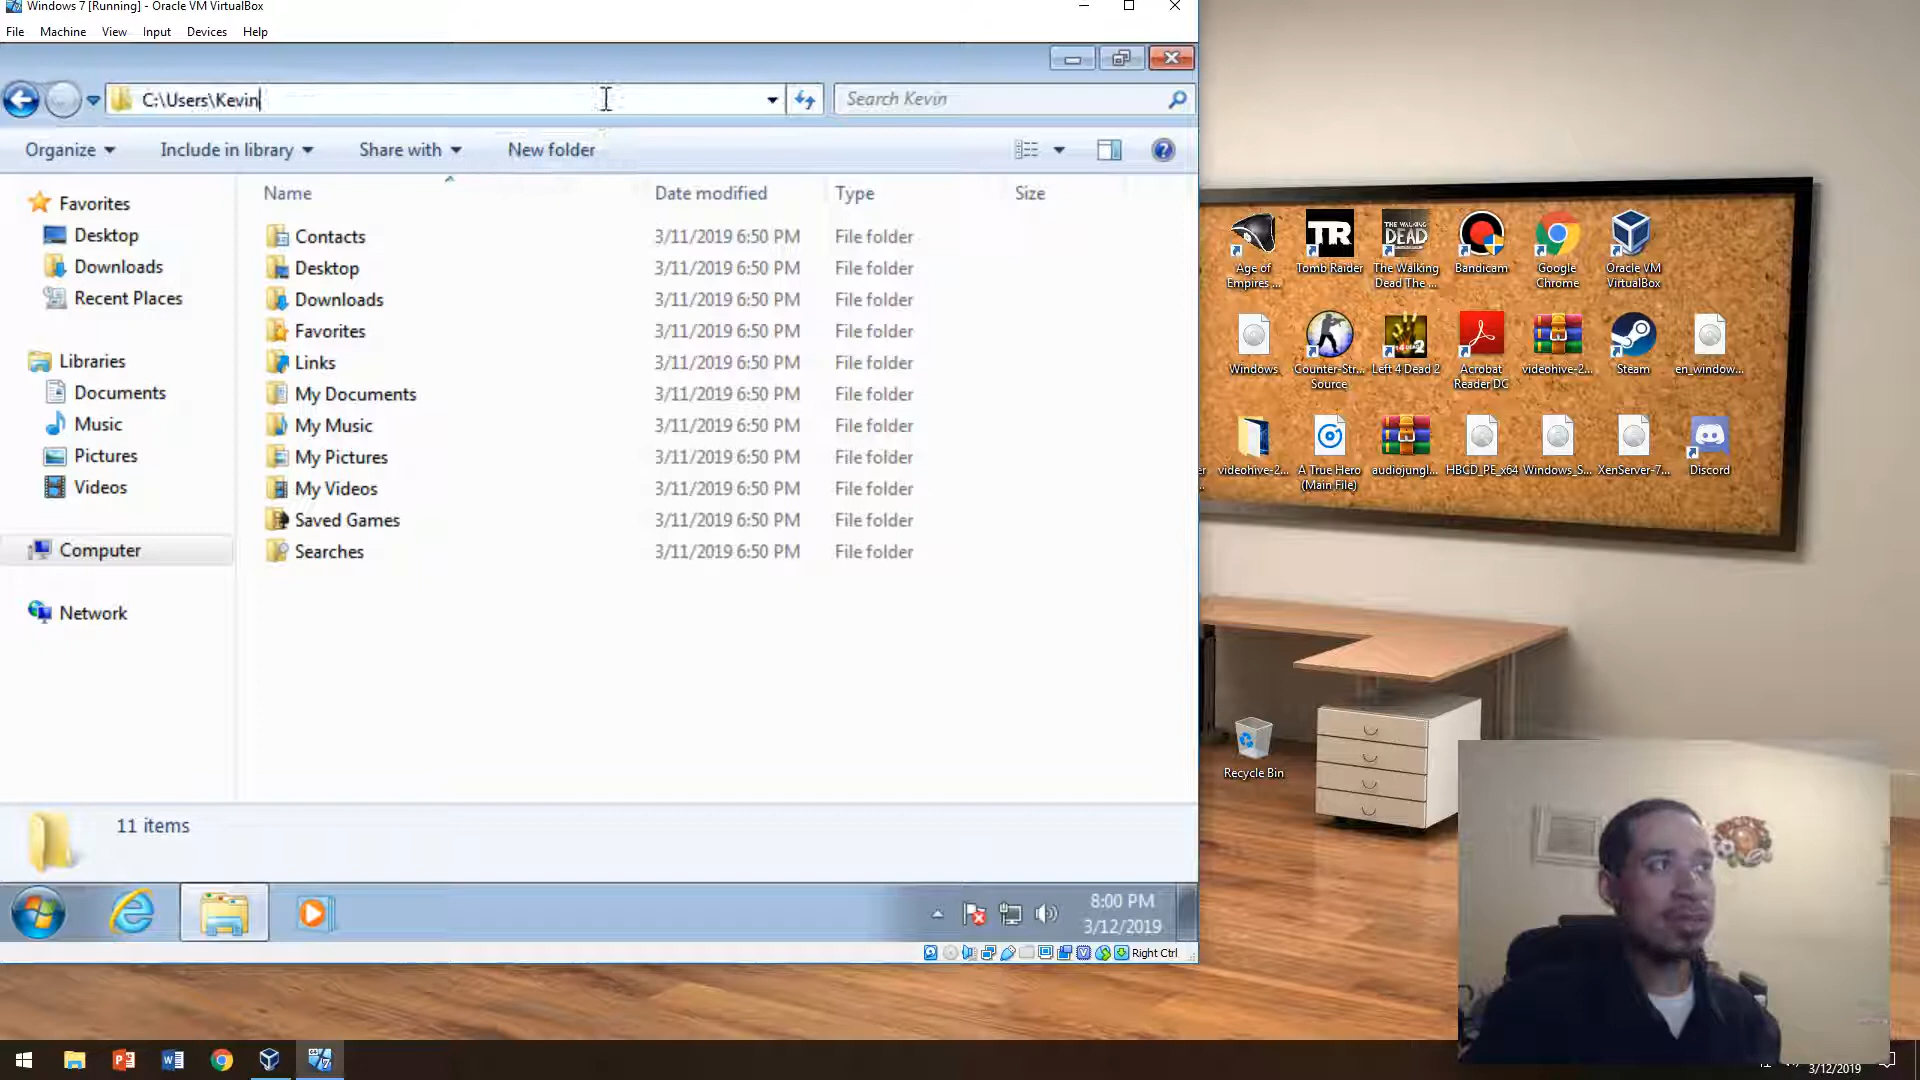 Windows 7 [Running] - Oracle VM VirtualBox
File Machine View Input Devices Help
C:\Users\Kevin
Search Kevin
Organize Include in library Share with New folder
Name Date modified Type Size
Favorites
Desktop
Downloads
Recent Places
Libraries
Documents
Music
Pictures
Videos
Computer
Network
Contacts 3/11/2019 6:50 PM File folder
Desktop 3/11/2019 6:50 PM File folder
Downloads 3/11/2019 6:50 PM File folder
Favorites 3/11/2019 6:50 PM File folder
Links 3/11/2019 6:50 PM File folder
My Documents 3/11/2019 6:50 PM File folder
My Music 3/11/2019 6:50 PM File folder
My Pictures 3/11/2019 6:50 PM File folder
My Videos 3/11/2019 6:50 PM File folder
Saved Games 3/11/2019 6:50 PM File folder
Searches 3/11/2019 6:50 PM File folder
11 items
8:00 PM
3/12/2019
Right Ctrl
TR
THE WALKING
DEAD
Age of
Empires ...
Tomb Raider
The Walking
Dead The ...
Bandicam
Google
Chrome
Oracle VM
VirtualBox
Windows
Counter-Str...
Source
Left 4 Dead 2
Acrobat
Reader DC
videohive-2...
Steam
en_window...
videohive-2...
A True Hero
(Main File)
audiojungl...
HBCD_PE_x64
Windows_S...
XenServer-7...
Discord
Recycle Bin
3/12/2019